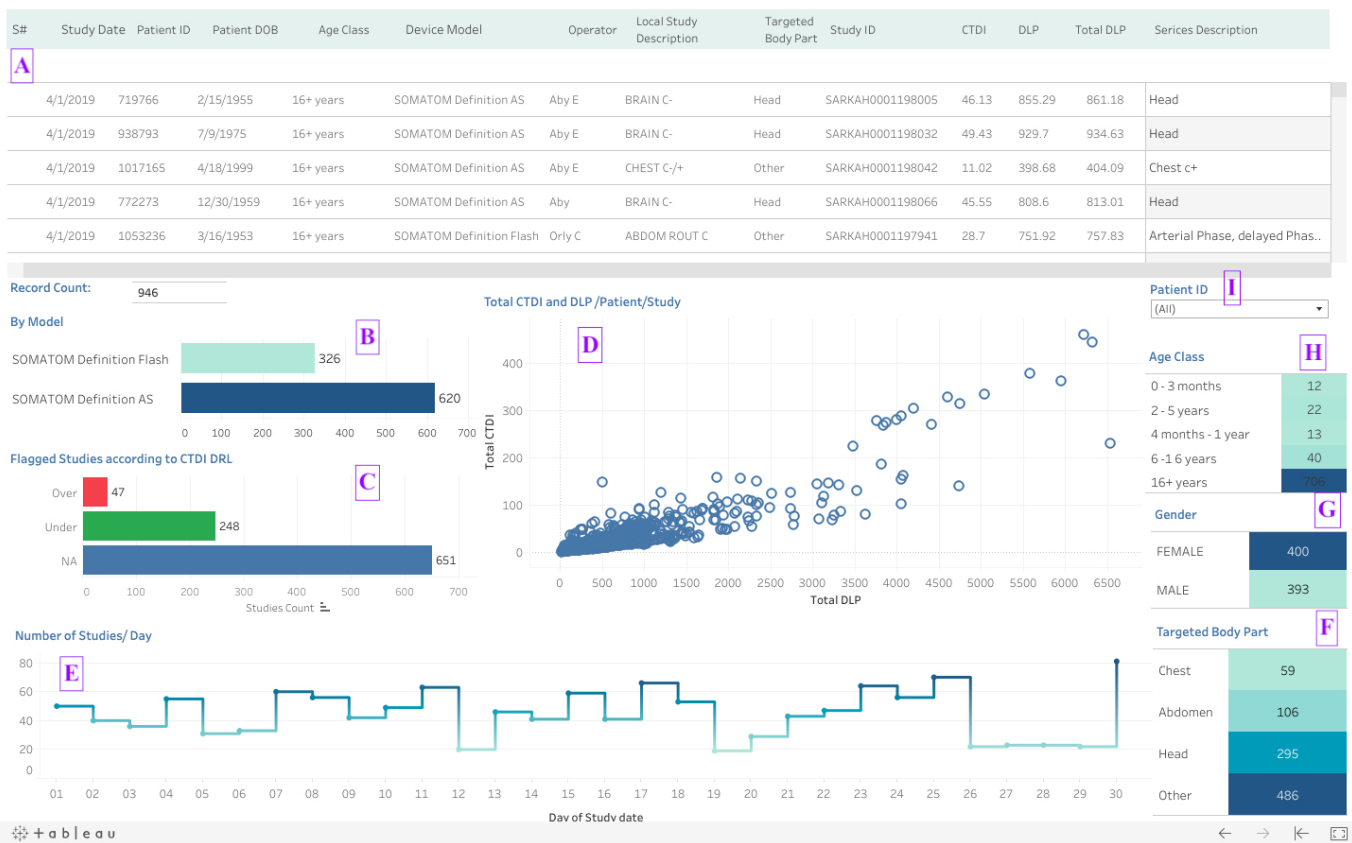 S# Study Date Patient ID Patient DOB Age Class Device Model Operator Local Study Description Targeted Body Part Study ID CTDI DLP Total DLP Serices Description
A
4/1/2019 719766 2/15/1955 16+ years SOMATOM Definition AS Aby E BRAIN C- Head SARKAH0001198005 46.13 855.29 861.18 Head
4/1/2019 938793 7/9/1975 16+ years SOMATOM Definition AS Aby E BRAIN C- Head SARKAH0001198032 49.43 929.7 934.63 Head
4/1/2019 1017165 4/18/1999 16+ years SOMATOM Definition AS Aby E CHEST C-/+ Other SARKAH0001198042 11.02 398.68 404.09 Chest c+
4/1/2019 772273 12/30/1959 16+ years SOMATOM Definition AS Aby BRAIN C- Head SARKAH0001198066 45.55 808.6 813.01 Head
4/1/2019 1053236 3/16/1953 16+ years SOMATOM Definition Flash Orly C ABDOM ROUT C Other SARKAH0001197941 28.7 751.92 757.83 Arterial Phase, delayed Phas..
Record Count: 946
By Model
B
SOMATOM Definition Flash 326
SOMATOM Definition AS 620
0 100 200 300 400 500 600 700
Flagged Studies according to CTDI DRL
C
Over 47
Under 248
NA 651
0 100 200 300 400 500 600 700
Studies Count
Total CTDI and DLP /Patient/Study
D
Total CTDI
400
300
200
100
0
0 500 1000 1500 2000 2500 3000 3500 4000 4500 5000 5500 6000 6500
Total DLP
Patient ID I
(All)
Age Class H
0 - 3 months 12
2 - 5 years 22
4 months - 1 year 13
6 -1 6 years 40
16+ years 706
Gender G
FEMALE 400
MALE 393
Targeted Body Part F
Chest 59
Abdomen 106
Head 295
Other 486
Number of Studies/ Day
E
80
60
40
20
0
01 02 03 04 05 06 07 08 09 10 11 12 13 14 15 16 17 18 19 20 21 22 23 24 25 26 27 28 29 30
Day of Study date
+ableau